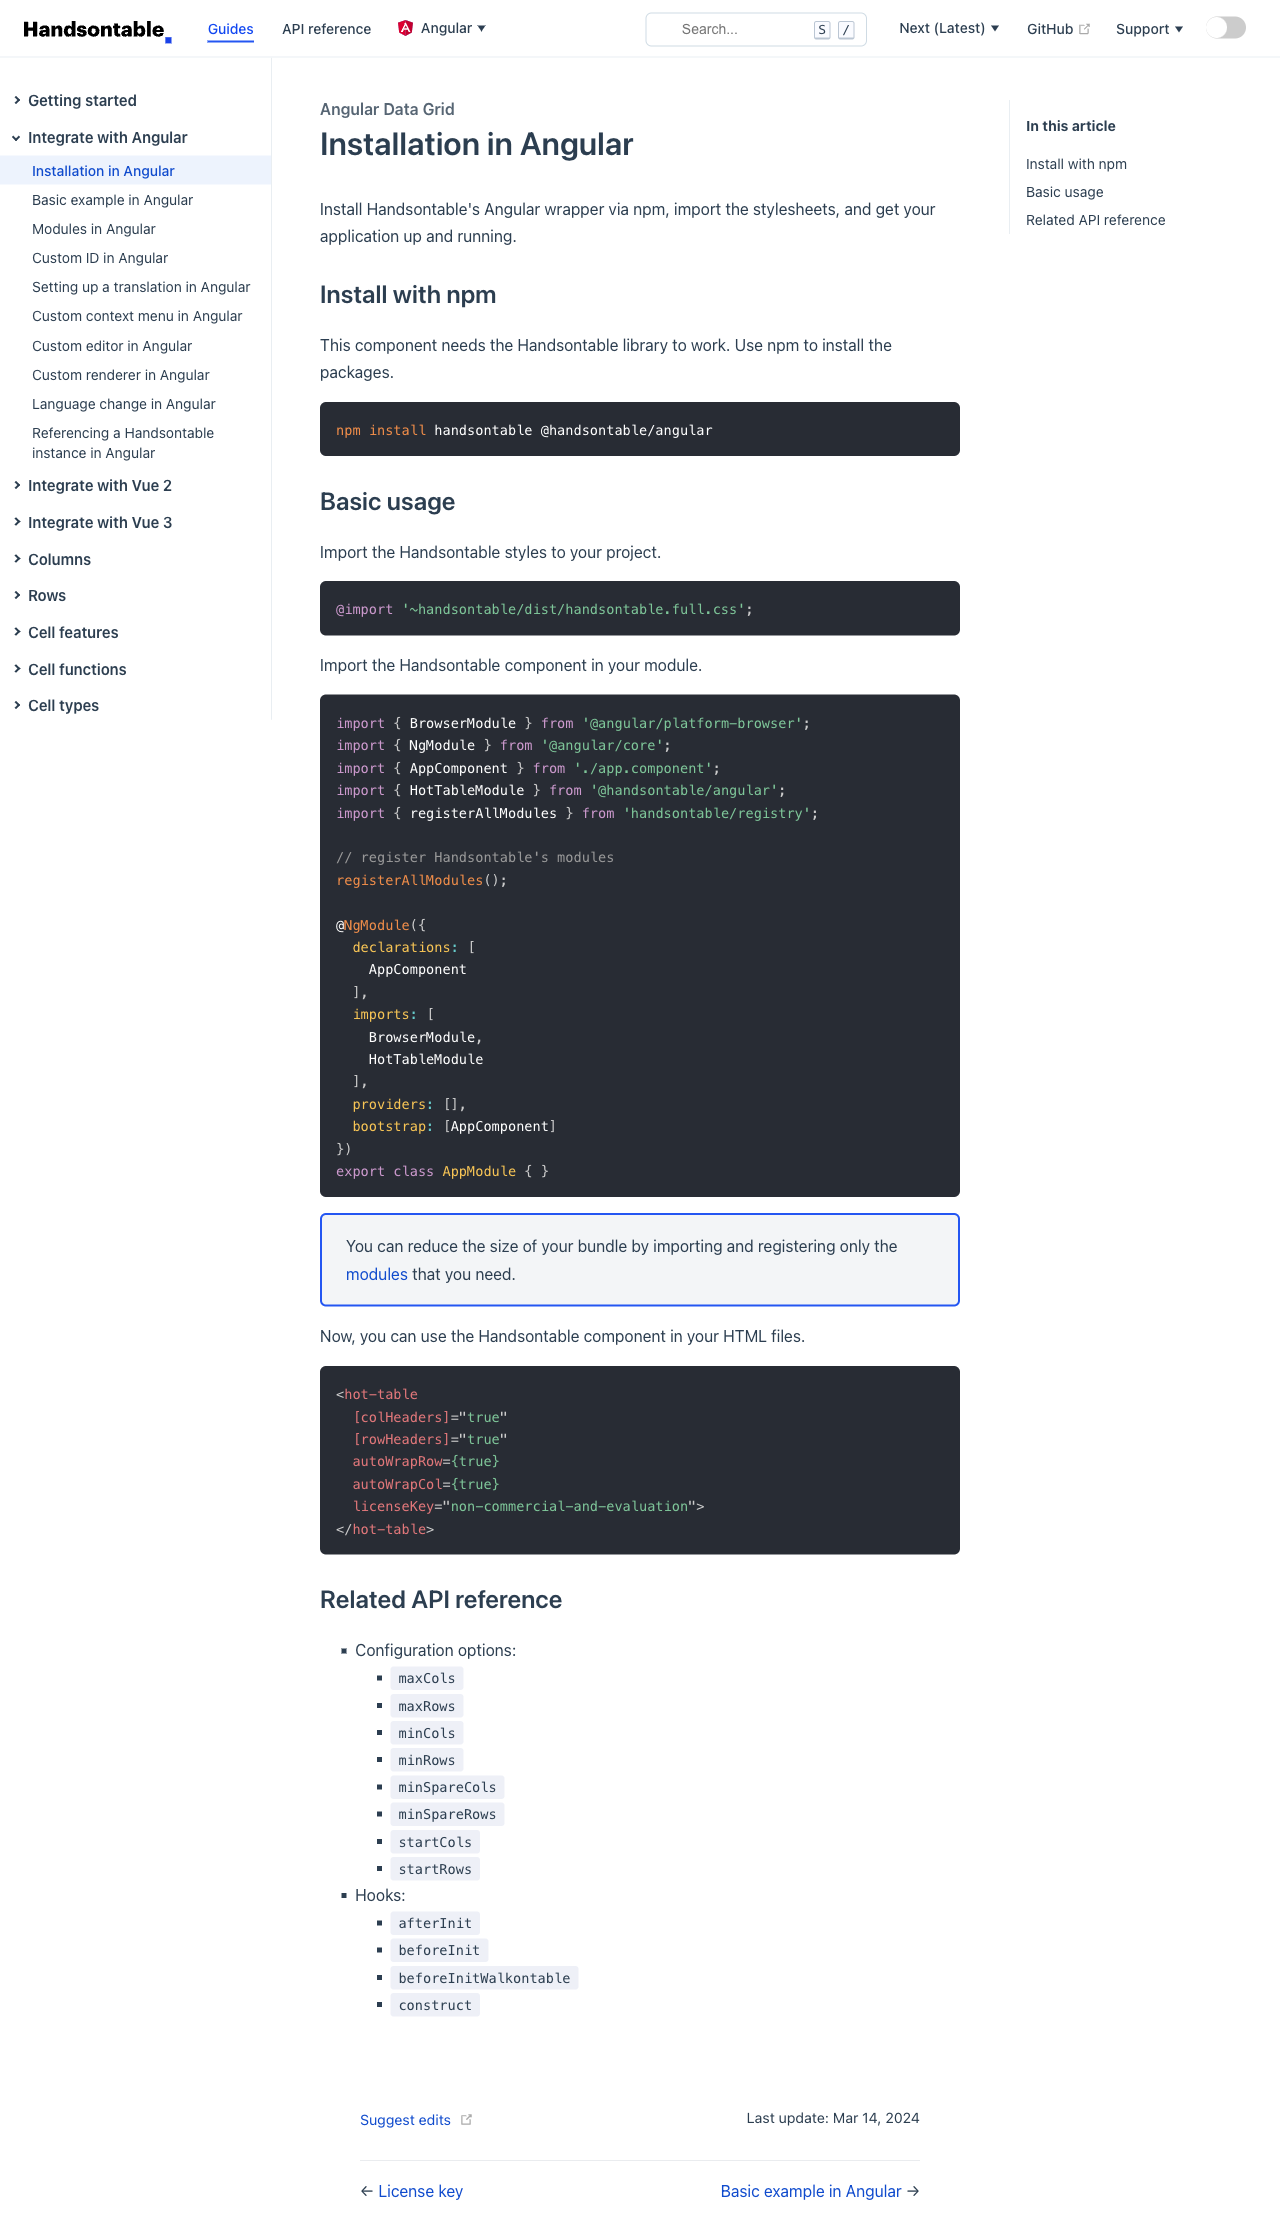 Handsontable
Guides
API reference
Angular
Search...
S /
Next (Latest)
GitHub
Support
Getting started
Integrate with Angular
Installation in Angular
Basic example in Angular
Modules in Angular
Custom ID in Angular
Setting up a translation in Angular
Custom context menu in Angular
Custom editor in Angular
Custom renderer in Angular
Language change in Angular
Referencing a Handsontable
instance in Angular
Integrate with Vue 2
Integrate with Vue 3
Columns
Rows
Cell features
Cell functions
Cell types
Angular Data Grid
Installation in Angular
Install Handsontable's Angular wrapper via npm, import the stylesheets, and get your
application up and running.
Install with npm
This component needs the Handsontable library to work. Use npm to install the
packages.
npm install handsontable @handsontable/angular
Basic usage
Import the Handsontable styles to your project.
@import '~handsontable/dist/handsontable.full.css';
Import the Handsontable component in your module.
import { BrowserModule } from '@angular/platform-browser';
import { NgModule } from '@angular/core';
import { AppComponent } from './app.component';
import { HotTableModule } from '@handsontable/angular';
import { registerAllModules } from 'handsontable/registry';
// register Handsontable's modules
registerAllModules();
@NgModule({
declarations: [
AppComponent
],
imports: [
BrowserModule,
HotTableModule
],
providers: [],
bootstrap: [AppComponent]
})
export class AppModule { }
You can reduce the size of your bundle by importing and registering only the
modules that you need.
Now, you can use the Handsontable component in your HTML files.
<hot-table
[colHeaders]="true"
[rowHeaders]="true"
autoWrapRow={true}
autoWrapCol={true}
licenseKey="non-commercial-and-evaluation">
</hot-table>
Related API reference
Configuration options:
maxCols
maxRows
minCols
minRows
minSpareCols
minSpareRows
startCols
startRows
Hooks:
afterInit
beforeInit
beforeInitWalkontable
construct
Suggest edits
Last update: Mar 14, 2024
← License key
Basic example in Angular →
In this article
Install with npm
Basic usage
Related API reference